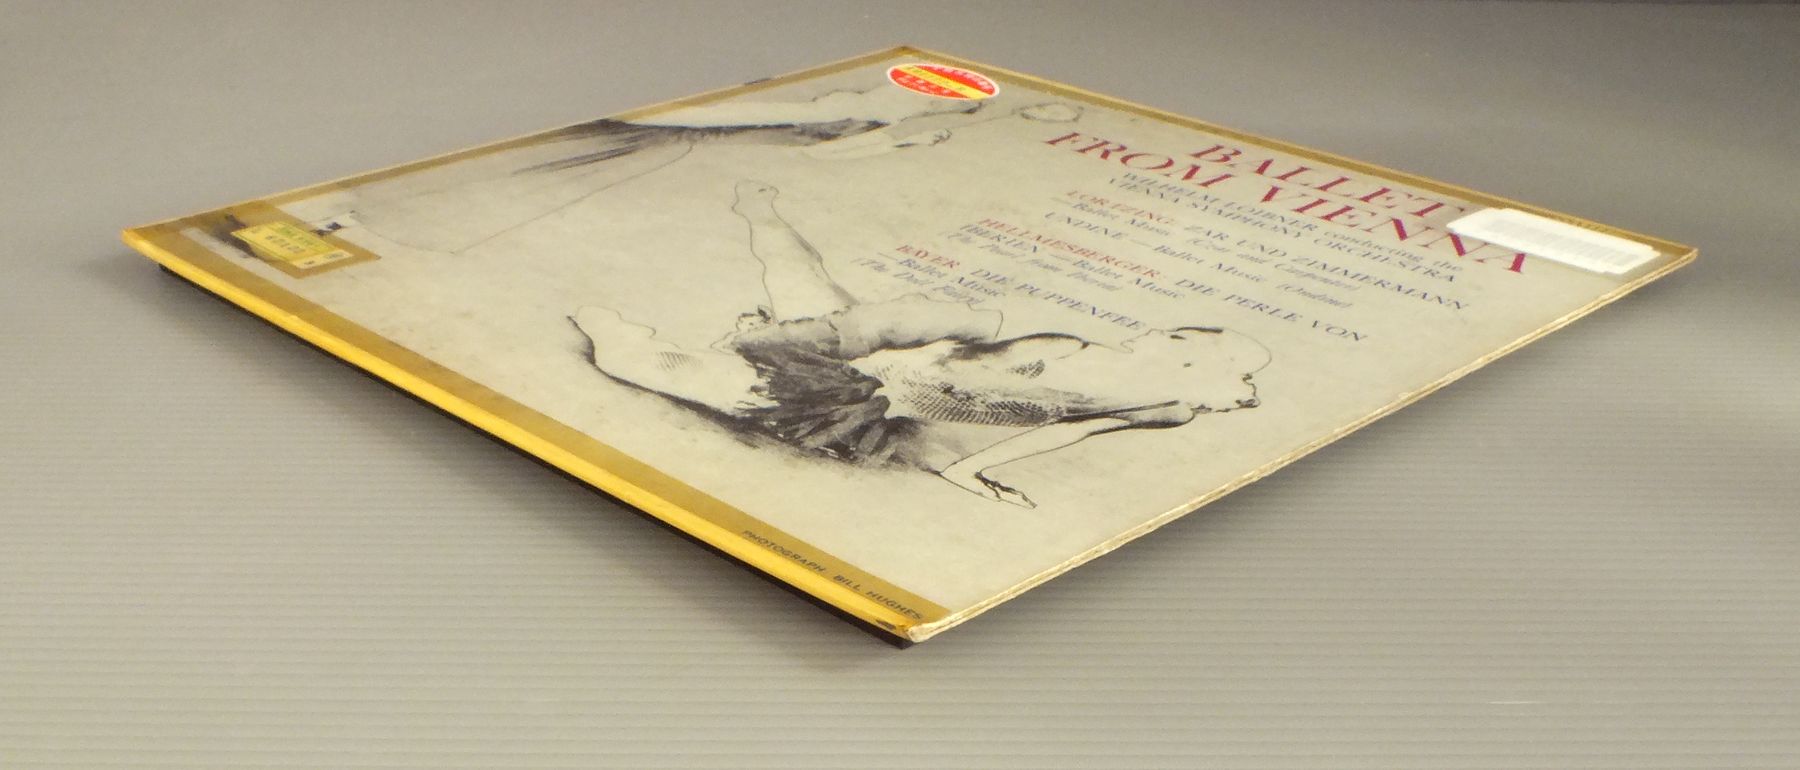 BALLET
FROM VIENNA
WILHELM LOIBNER conducting the
VIENNA SYMPHONY ORCHESTRA
LORTZING: ZAR UND ZIMMERMANN
—Ballet Music (Czar and Carpenter)
UNDINE—Ballet Music (Undine)
HELLMESBERGER—DIE PERLE VON
IBERIEN—Ballet Music
(The Pearl from Iberia)
BAYER DIE PUPPENFEE
—Ballet Music
(The Doll Fairy)
PHOTOGRAPH BILL HUGHES